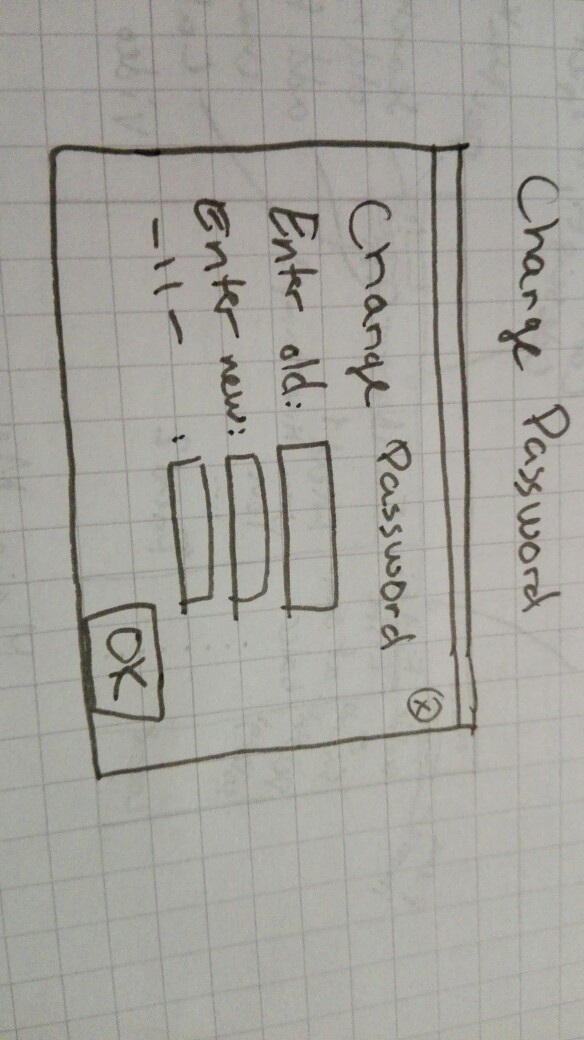 Change Password
Change Password
Enter old:
Enter new:
-11- :
OK